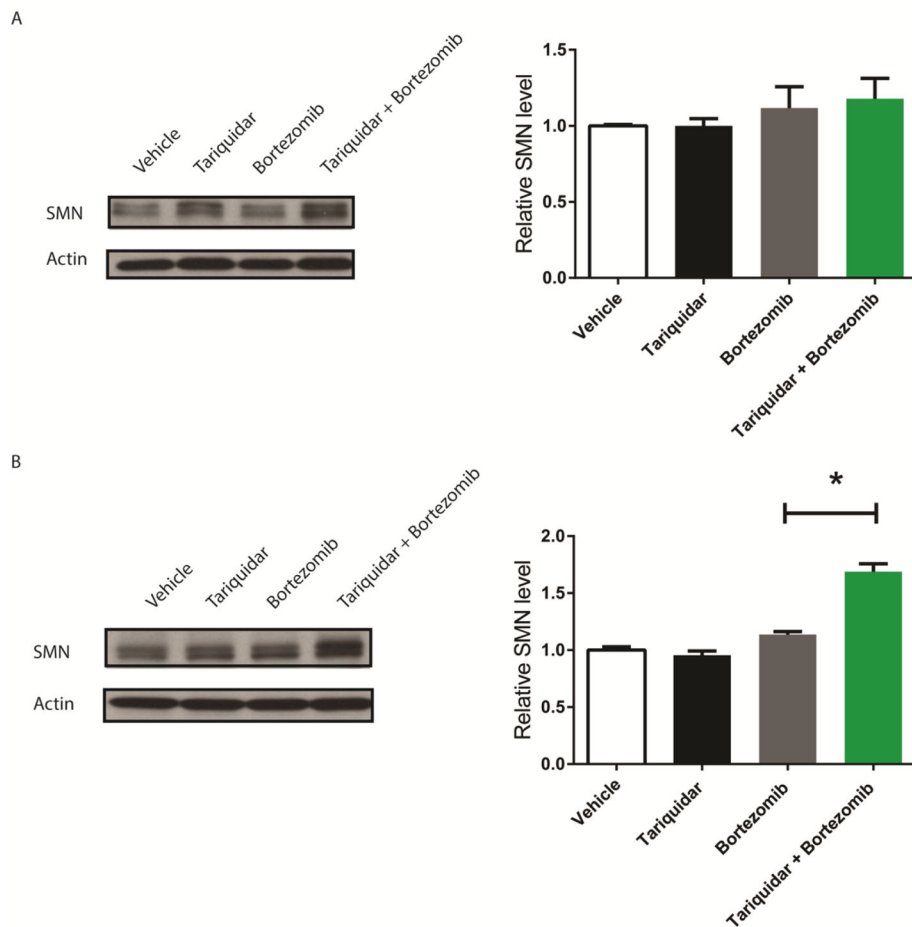 A
Vehicle
Tariquidar
Bortezomib
Tariquidar + Bortezomib
SMN
Actin
Relative SMN level
1.5
1.0
0.5
0.0
Vehicle
Tariquidar
Bortezomib
Tariquidar + Bortezomib
B
Vehicle
Tariquidar
Bortezomib
Tariquidar + Bortezomib
SMN
Actin
*
Relative SMN level
2.0
1.5
1.0
0.5
0.0
Vehicle
Tariquidar
Bortezomib
Tariquidar + Bortezomib